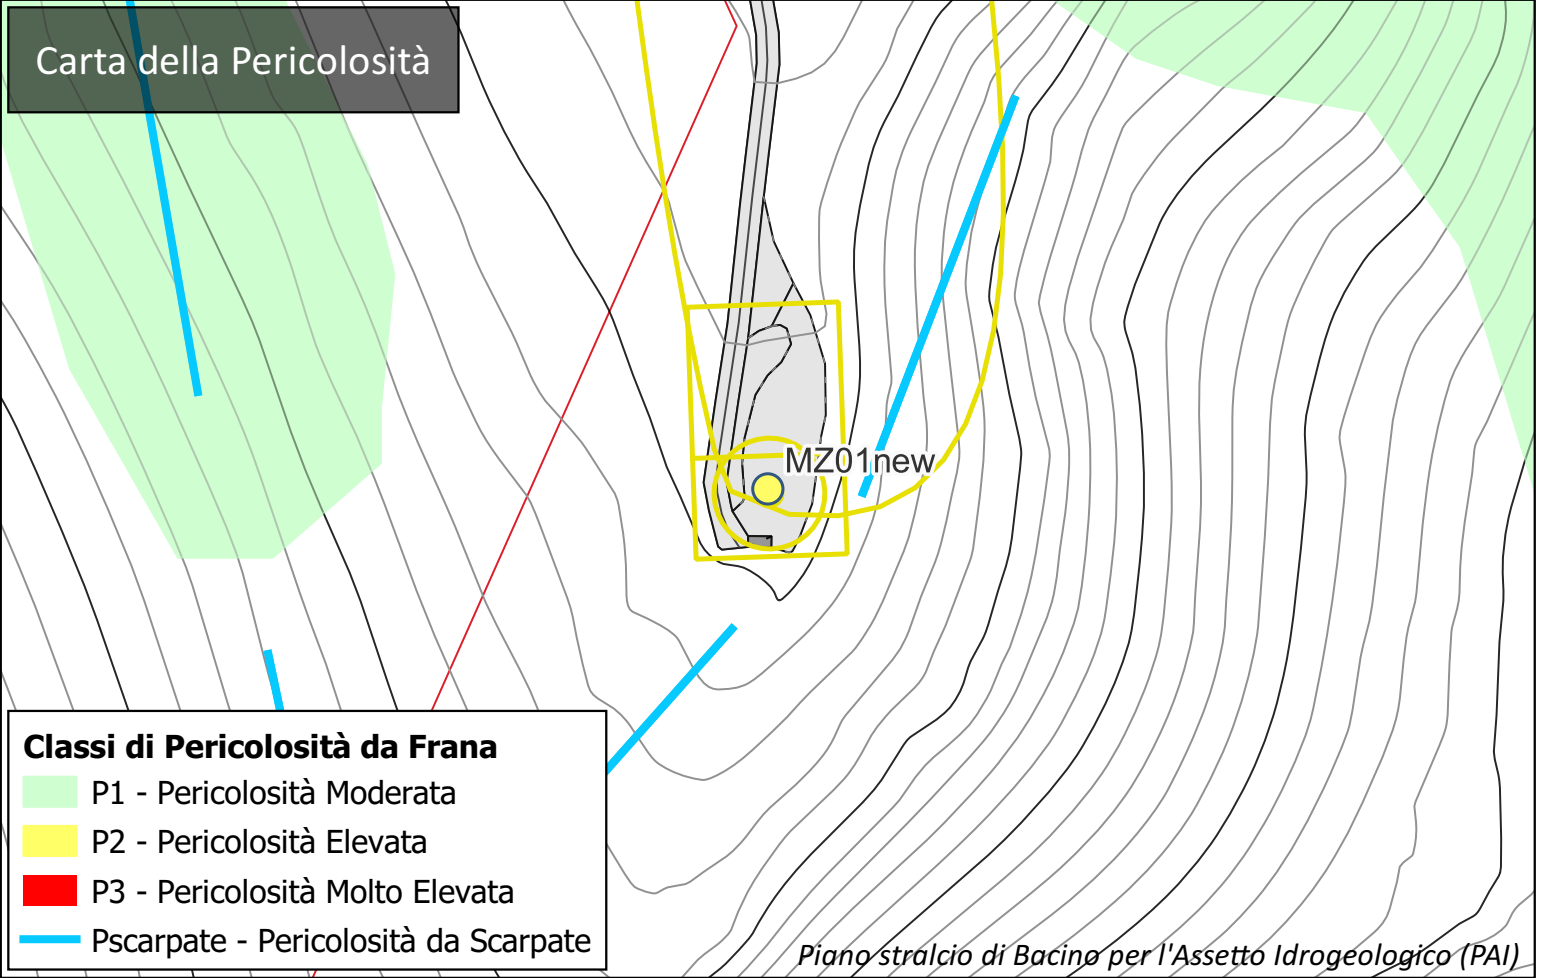 Carta della Pericolosità
MZ01new
Classi di Pericolosità da Frana
P1 - Pericolosità Moderata
P2 - Pericolosità Elevata
P3 - Pericolosità Molto Elevata
Pscarpate - Pericolosità da Scarpate
Piano stralcio di Bacino per l'Assetto Idrogeologico (PAI)